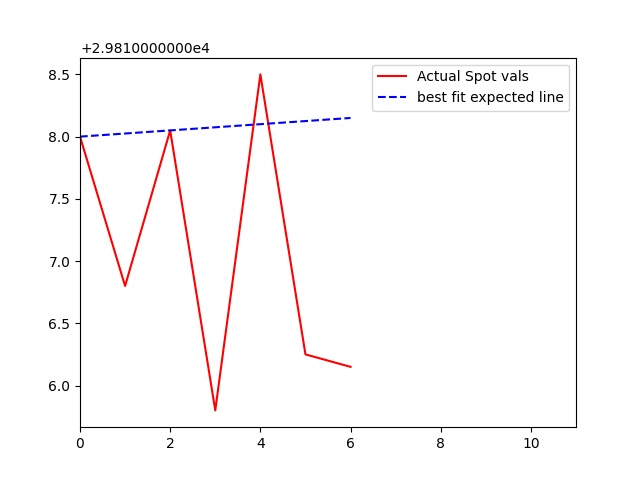 +2.9810000000e4
Actual Spot vals
best fit expected line
8.5
8.0
7.5
7.0
6.5
6.0
0 2 4 6 8 10